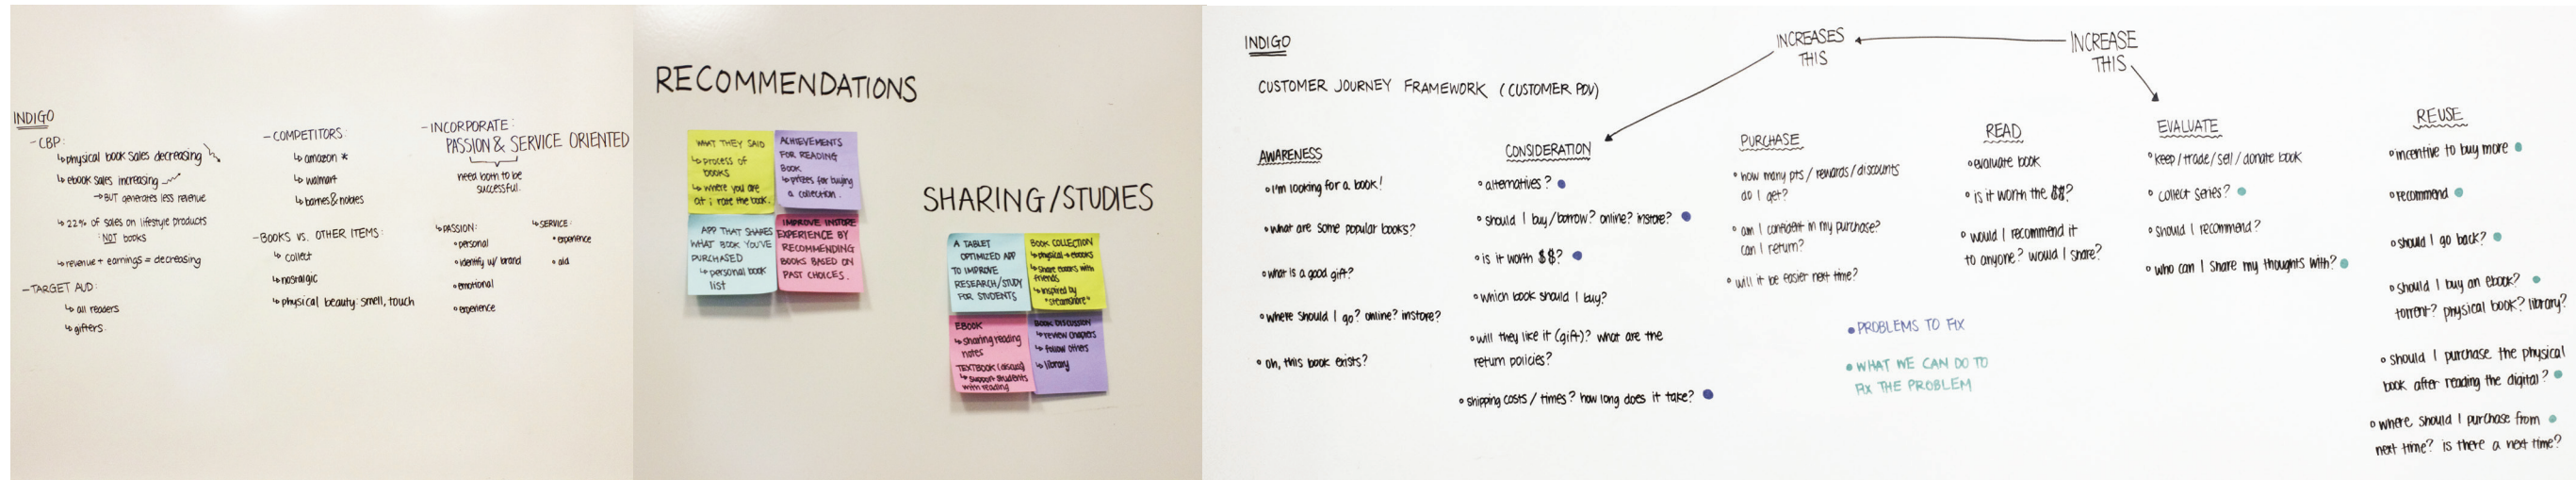 INDIGO
- CBP:
↳ physical book sales decreasing
↳ ebook sales increasing
→ BUT generates less revenue
↳ 22% of sales on lifestyle products
NOT books
↳ revenue + earnings = decreasing
- TARGET AUD:
↳ all readers
↳ gifters
- COMPETITORS:
↳ amazon *
↳ walmart
↳ barnes & nobles
- BOOKS VS. OTHER ITEMS:
↳ collect
↳ nostalgic
↳ physical beauty: smell, touch
- INCORPORATE:
PASSION & SERVICE ORIENTED
need both to be
successful.
↳ PASSION:
• personal
• identify w/ brand
• emotional
• experience
↳ SERVICE:
• experience
• aid
RECOMMENDATIONS
WHAT THEY SAID
↳ process of
books
↳ where you are
at ; rate the book.
ACHIEVEMENTS
FOR READING
BOOK
↳ prizes for buying
a collection.
APP THAT SHARES
WHAT BOOK YOU'VE
PURCHASED
↳ personal book
list
IMPROVE INSTORE
EXPERIENCE BY
RECOMMENDING
BOOKS BASED ON
PAST CHOICES.
SHARING/STUDIES
A TABLET
OPTIMIZED APP
TO IMPROVE
RESEARCH/STUDY
FOR STUDENTS
BOOK COLLECTION
↳ physical → ebooks
↳ share ebooks with
friends
↳ inspired by
EBOOK
↳ sharing reading
notes
TEXTBOOK (discuss)
↳ support students
with reading
BOOK DISCUSSION
↳ review chapters
↳ follow others
↳ library
INDIGO
CUSTOMER JOURNEY FRAMEWORK (CUSTOMER POV)
INCREASES
THIS
INCREASE
THIS
AWARENESS
• I'm looking for a book!
• what are some popular books?
• what is a good gift?
• where should I go? online? instore?
• oh, this book exists?
CONSIDERATION
• alternatives?
• should I buy/borrow? online? instore?
• is it worth $$?
• which book should I buy?
• will they like it (gift)? what are the
return policies?
• shipping costs / times? how long does it take?
PURCHASE
• how many pts / rewards / discounts
do I get?
• am I confident in my purchase?
can I return?
• will it be easier next time?
READ
• evaluate book
• is it worth the $$?
• would I recommend it
to anyone? would I share?
EVALUATE
• keep / trade / sell / donate book
• collect series?
• should I recommend?
• who can I share my thoughts with?
REUSE
• incentive to buy more
• recommend
• should I go back?
• should I buy an ebook?
torrent? physical book? library?
• should I purchase the physical
book after reading the digital?
• where should I purchase from
next time? is there a next time?
• PROBLEMS TO FIX
• WHAT WE CAN DO TO
FIX THE PROBLEM